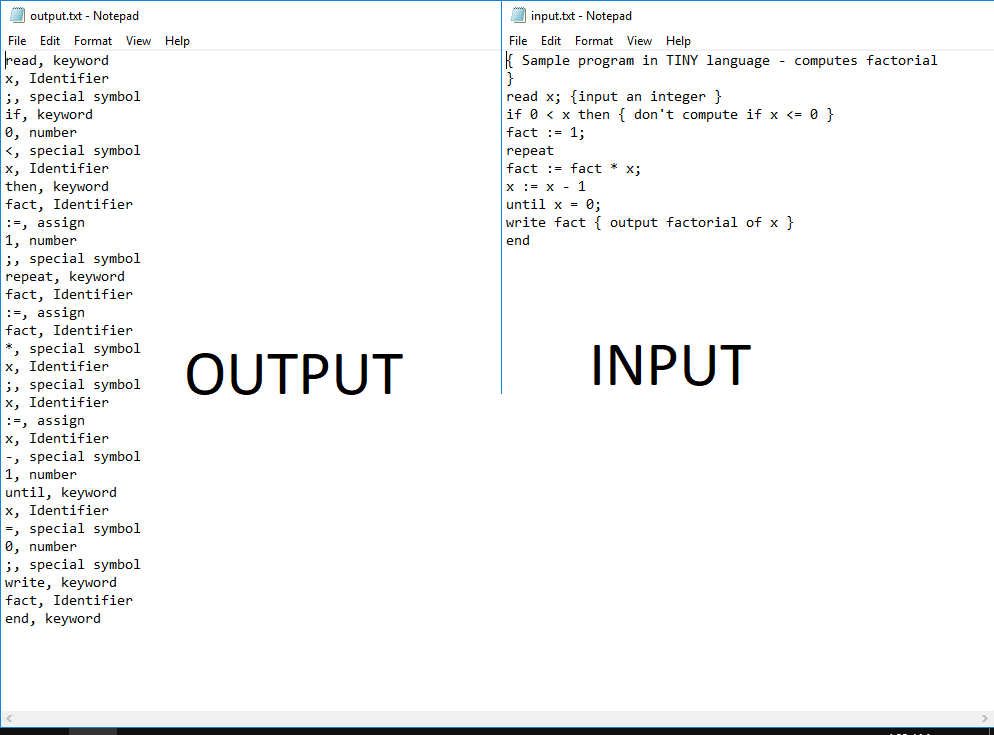 output.txt - Notepad
File Edit Format View Help
read, keyword
x, Identifier
;, special symbol
if, keyword
0, number
<, special symbol
x, Identifier
then, keyword
fact, Identifier
:=, assign
1, number
;, special symbol
repeat, keyword
fact, Identifier
:=, assign
fact, Identifier
*, special symbol
x, Identifier
;, special symbol
x, Identifier
:=, assign
x, Identifier
-, special symbol
1, number
until, keyword
x, Identifier
=, special symbol
0, number
;, special symbol
write, keyword
fact, Identifier
end, keyword
OUTPUT
input.txt - Notepad
File Edit Format View Help
{ Sample program in TINY language - computes factorial
}
read x; {input an integer }
if 0 < x then { don't compute if x <= 0 }
fact := 1;
repeat
fact := fact * x;
x := x - 1
until x = 0;
write fact { output factorial of x }
end
INPUT